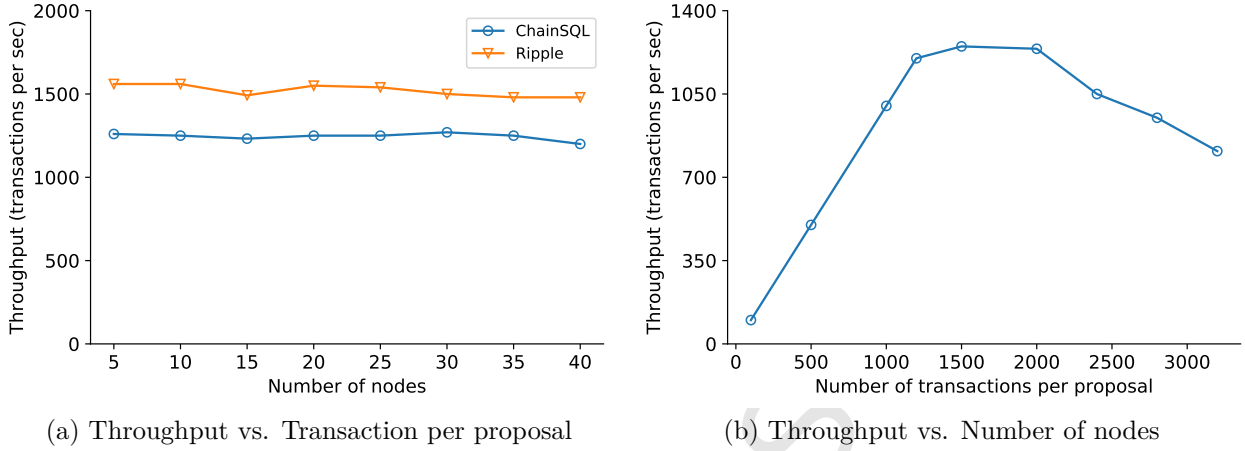 2000
1500
1000
500
0
Throughput (transactions per sec)
ChainSQL
Ripple
5 10 15 20 25 30 35 40
Number of nodes
(a) Throughput vs. Transaction per proposal
1400
1050
700
350
0
Throughput (transactions per sec)
0 500 1000 1500 2000 2500 3000
Number of transactions per proposal
(b) Throughput vs. Number of nodes